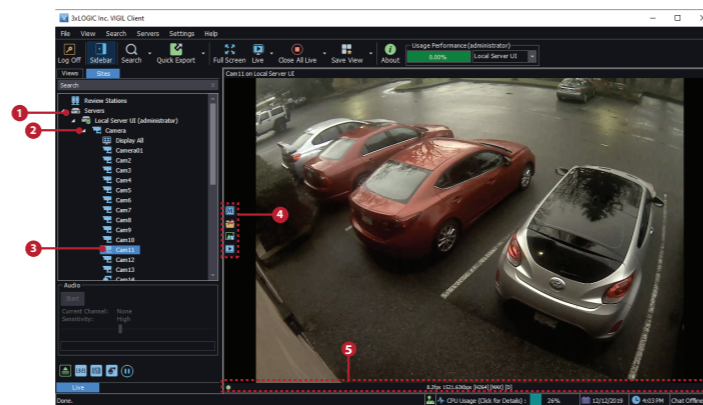 3xLOGIC Inc. VIGIL Client
File View Search Servers Settings Help
Log Off Sidebar Search Quick Export Full Screen Live Close All Live Save View About
Usage Performance (administrator)
0.00% Local Server UI
Views Sites
Cam11 on Local Server UI
Search
Review Stations
1
Servers
Local Server UI (administrator)
2
Camera
Display All
Camera01
Cam2
Cam3
Cam4
Cam5
Cam6
Cam7
4
Cam8
Cam9
Cam10
3
Cam11
Cam12
Cam13
Cam14
Audio
Start
Current Channel: None
Sensitivity: High
5
Live
Done.
CPU Usage (Click for Details) : 26% 12/12/2019 4:03 PM Chat Offline